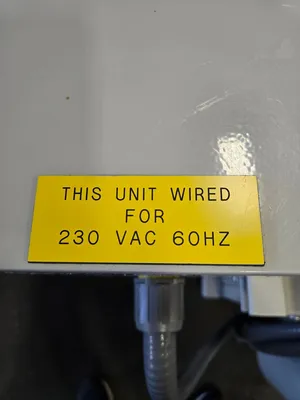 THIS UNIT WIRED
FOR
230 VAC 60HZ